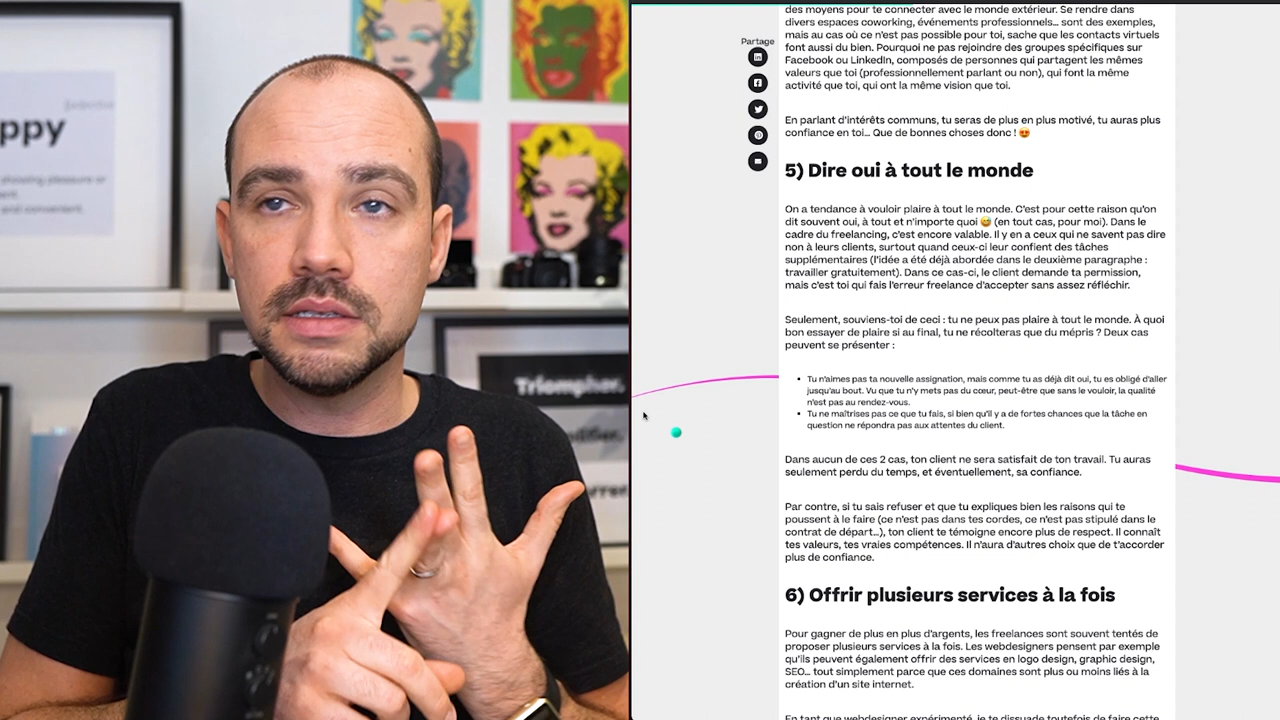 ppy
showing pleasure or
and convenient.
Triompher.
Partage
des moyens pour te connecter avec le monde extérieur. Se rendre dans
divers espaces coworking, événements professionnels... sont des exemples,
mais au cas où ce n'est pas possible pour toi, sache que les contacts virtuels
font aussi du bien. Pourquoi ne pas rejoindre des groupes spécifiques sur
Facebook ou LinkedIn, composés de personnes qui partagent les mêmes
valeurs que toi (professionnellement parlant ou non), qui font la même
activité que toi, qui ont la même vision que toi.
En parlant d'intérêts communs, tu seras de plus en plus motivé, tu auras plus
confiance en toi... Que de bonnes choses donc ! 😍
5) Dire oui à tout le monde
On a tendance à vouloir plaire à tout le monde. C'est pour cette raison qu'on
dit souvent oui, à tout et n'importe quoi 😅 (en tout cas, pour moi). Dans le
cadre du freelancing, c'est encore valable. Il y en a ceux qui ne savent pas dire
non à leurs clients, surtout quand ceux-ci leur confient des tâches
supplémentaires (l'idée a été déjà abordée dans le deuxième paragraphe :
travailler gratuitement). Dans ce cas-ci, le client demande ta permission,
mais c'est toi qui fais l'erreur freelance d'accepter sans assez réfléchir.
Seulement, souviens-toi de ceci : tu ne peux pas plaire à tout le monde. À quoi
bon essayer de plaire si au final, tu ne récolteras que du mépris ? Deux cas
peuvent se présenter :
• Tu n'aimes pas ta nouvelle assignation, mais comme tu as déjà dit oui, tu es obligé d'aller
jusqu'au bout. Vu que tu n'y mets pas du cœur, peut-être que sans le vouloir, la qualité
n'est pas au rendez-vous.
• Tu ne maîtrises pas ce que tu fais, si bien qu'il y a de fortes chances que la tâche en
question ne répondra pas aux attentes du client.
Dans aucun de ces 2 cas, ton client ne sera satisfait de ton travail. Tu auras
seulement perdu du temps, et éventuellement, sa confiance.
Par contre, si tu sais refuser et que tu expliques bien les raisons qui te
poussent à le faire (ce n'est pas dans tes cordes, ce n'est pas stipulé dans le
contrat de départ...), ton client te témoigne encore plus de respect. Il connaît
tes valeurs, tes vraies compétences. Il n'aura d'autres choix que de t'accorder
plus de confiance.
6) Offrir plusieurs services à la fois
Pour gagner de plus en plus d'argents, les freelances sont souvent tentés de
proposer plusieurs services à la fois. Les webdesigners pensent par exemple
qu'ils peuvent également offrir des services en logo design, graphic design,
SEO... tout simplement parce que ces domaines sont plus ou moins liés à la
création d'un site internet.
En tant que webdesigner expérimenté, je te dissuade toutefois de faire cette